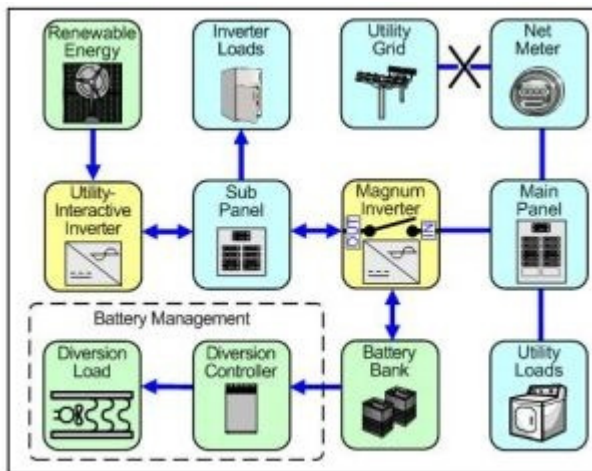 Renewable
Energy
Inverter
Loads
Utility
Grid
Net
Meter
Utility-
Interactive
Inverter
Sub
Panel
Magnum
Inverter
OUT
IN
Main
Panel
Battery Management
Diversion
Load
Diversion
Controller
Battery
Bank
Utility
Loads